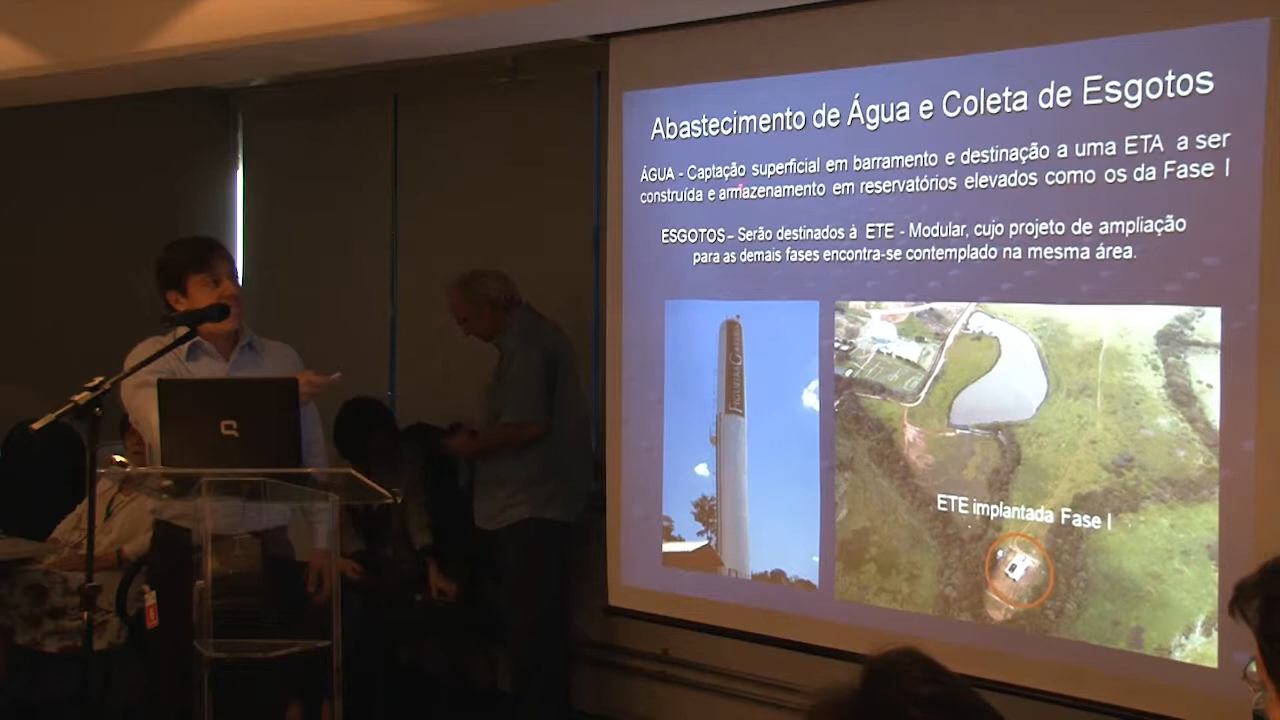 Abastecimento de Água e Coleta de Esgotos
ÁGUA - Captação superficial em barramento e destinação a uma ETA a ser
construída e armazenamento em reservatórios elevados como os da Fase I
ESGOTOS – Serão destinados à ETE - Modular, cujo projeto de ampliação
para as demais fases encontra-se contemplado na mesma área.
ETE implantada Fase I